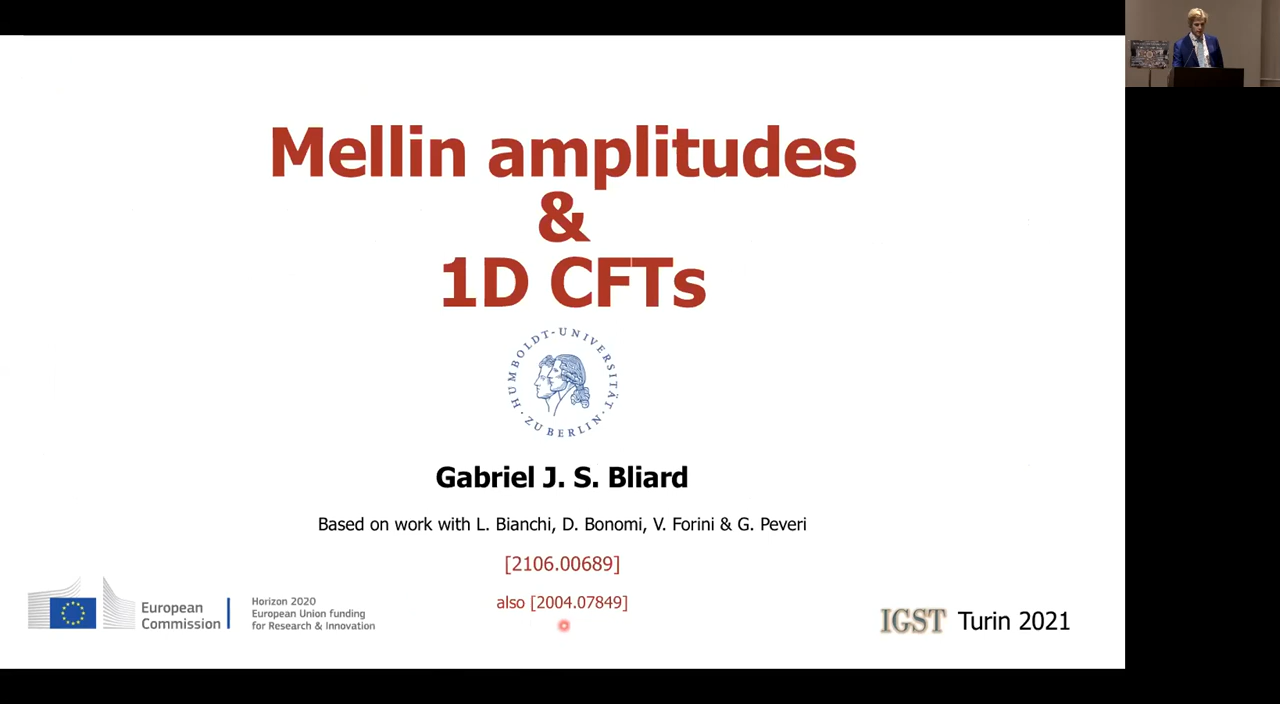 Mellin amplitudes
&
1D CFTs
HUMBOLDT-UNIVERSITÄT
· ZU BERLIN ·
Gabriel J. S. Bliard
Based on work with L. Bianchi, D. Bonomi, V. Forini & G. Peveri
[2106.00689]
also [2004.07849]
European
Commission
Horizon 2020
European Union funding
for Research & Innovation
IGST Turin 2021